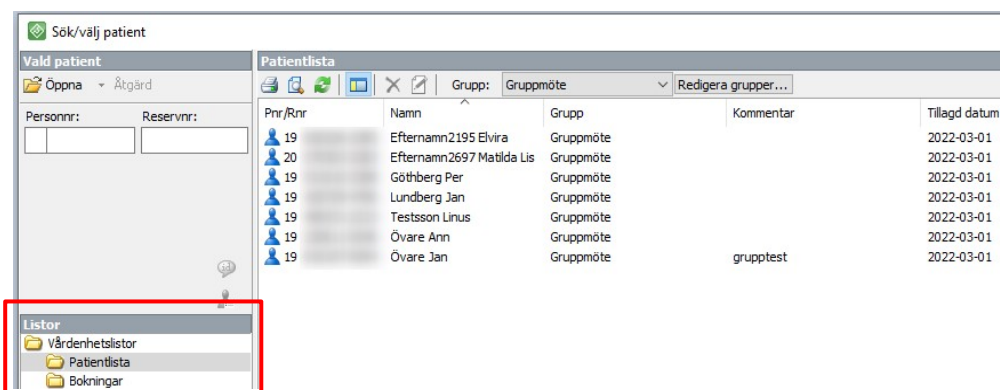 Sök/välj patient
Vald patient
Öppna Åtgärd
Personnr: Reservnr:
Patientlista
Grupp: Gruppmöte Redigera grupper...
Pnr/Rnr Namn Grupp Kommentar Tillagd datum
19 Efternamn2195 Elvira Gruppmöte 2022-03-01
20 Efternamn2697 Matilda Lis Gruppmöte 2022-03-01
19 Göthberg Per Gruppmöte 2022-03-01
19 Lundberg Jan Gruppmöte 2022-03-01
19 Testsson Linus Gruppmöte 2022-03-01
19 Övare Ann Gruppmöte 2022-03-01
19 Övare Jan Gruppmöte grupptest 2022-03-01
Listor
Vårdenhetslistor
Patientlista
Bokningar